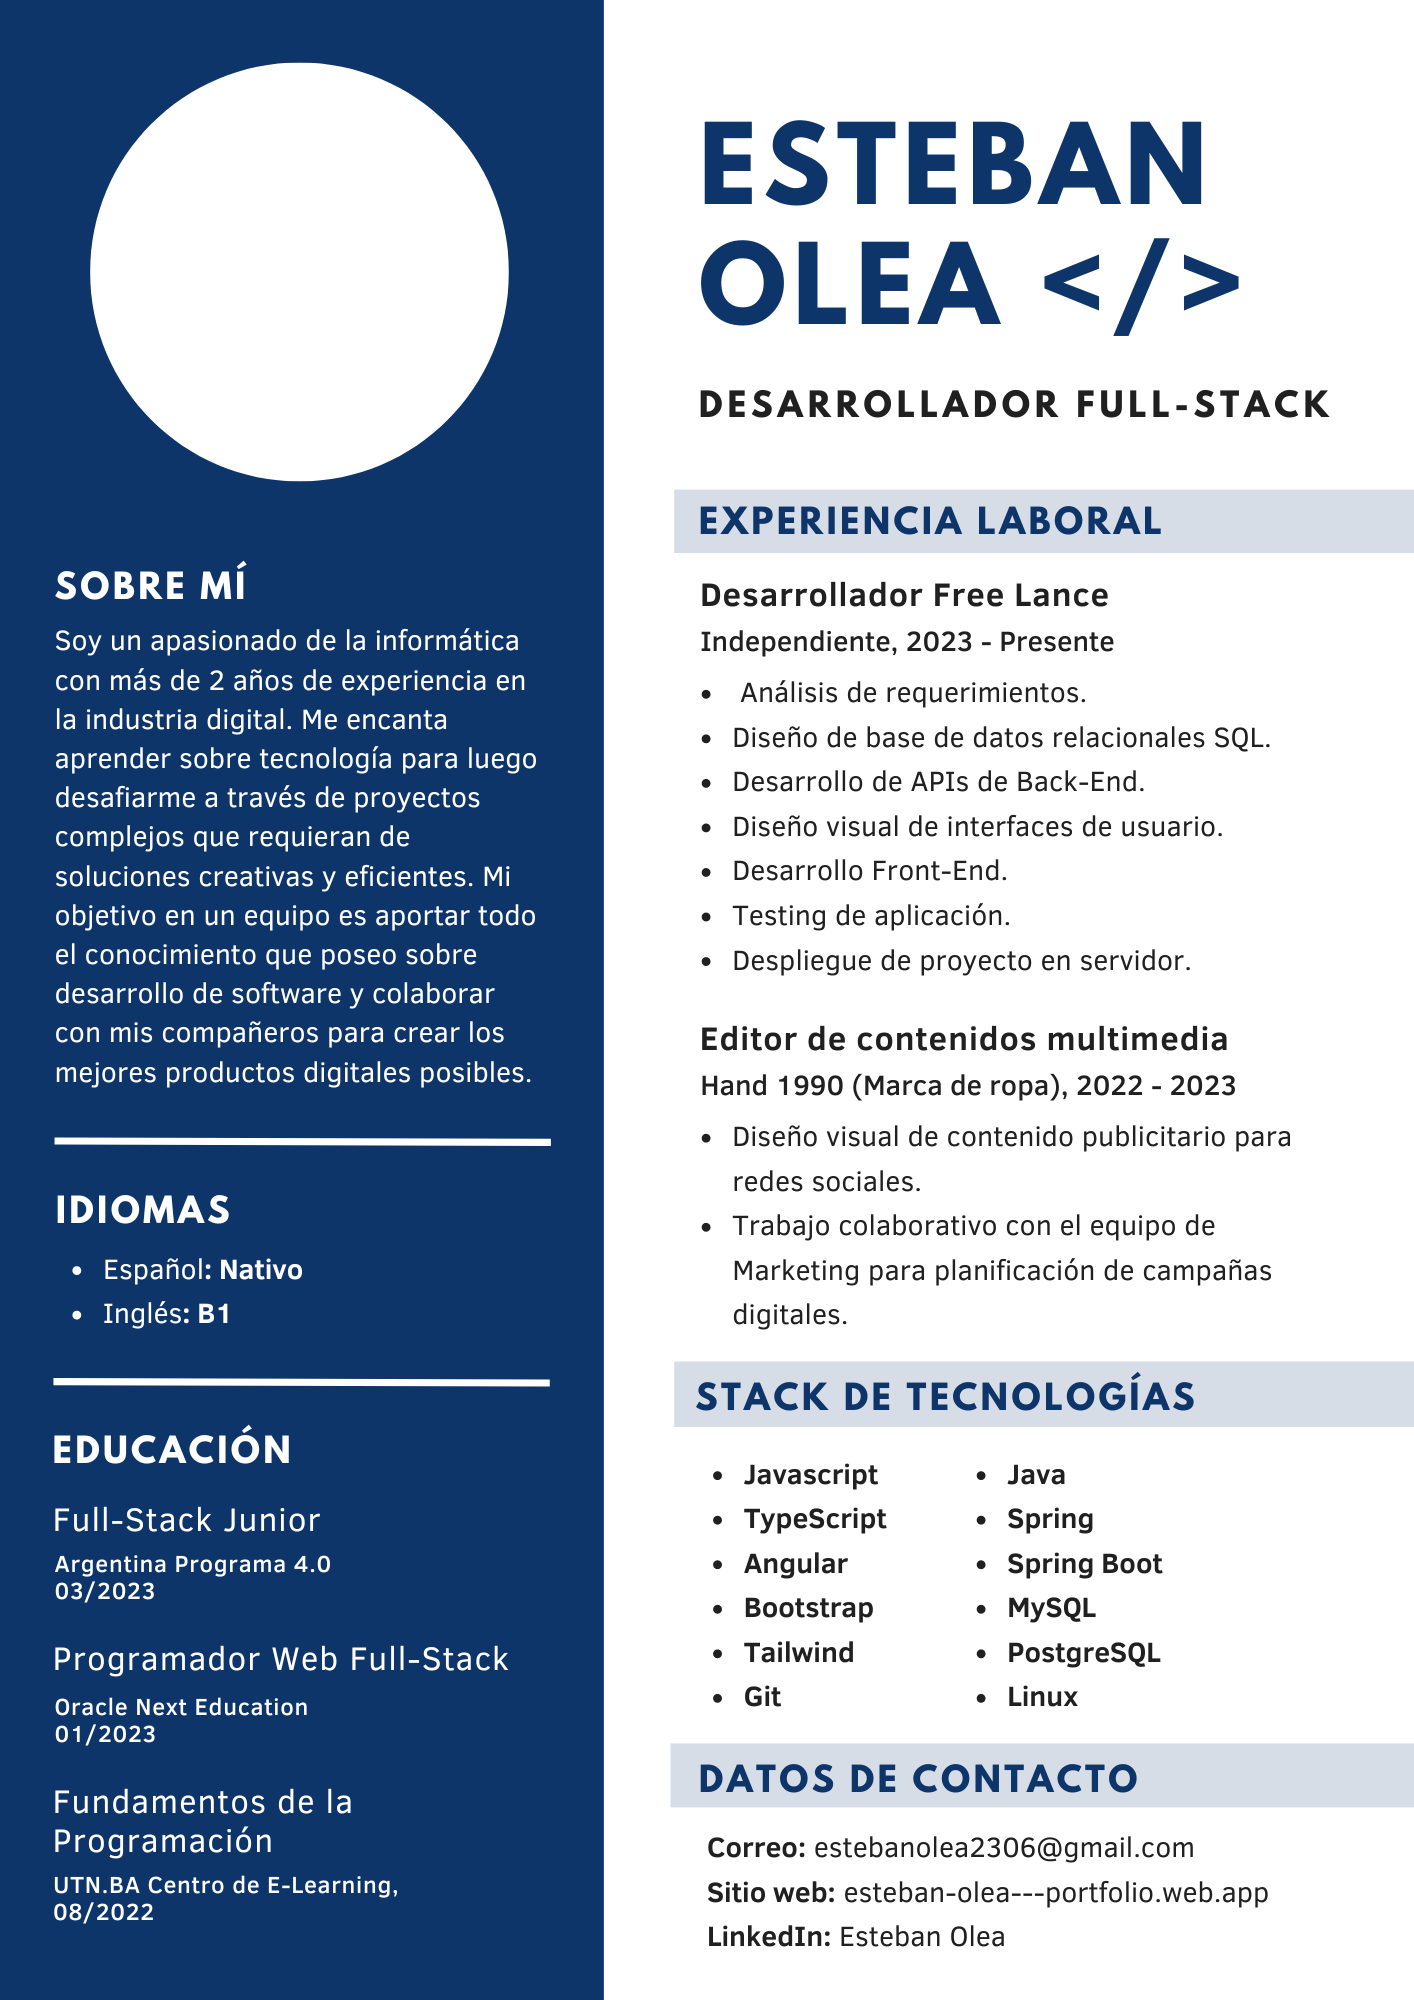 SOBRE MÍ
Soy un apasionado de la informática
con más de 2 años de experiencia en
la industria digital. Me encanta
aprender sobre tecnología para luego
desafiarme a través de proyectos
complejos que requieran de
soluciones creativas y eficientes. Mi
objetivo en un equipo es aportar todo
el conocimiento que poseo sobre
desarrollo de software y colaborar
con mis compañeros para crear los
mejores productos digitales posibles.
IDIOMAS
• Español: Nativo
• Inglés: B1
EDUCACIÓN
Full-Stack Junior
Argentina Programa 4.0
03/2023
Programador Web Full-Stack
Oracle Next Education
01/2023
Fundamentos de la
Programación
UTN.BA Centro de E-Learning,
08/2022
ESTEBAN
OLEA </>
DESARROLLADOR FULL-STACK
EXPERIENCIA LABORAL
Desarrollador Free Lance
Independiente, 2023 - Presente
• Análisis de requerimientos.
• Diseño de base de datos relacionales SQL.
• Desarrollo de APIs de Back-End.
• Diseño visual de interfaces de usuario.
• Desarrollo Front-End.
• Testing de aplicación.
• Despliegue de proyecto en servidor.
Editor de contenidos multimedia
Hand 1990 (Marca de ropa), 2022 - 2023
• Diseño visual de contenido publicitario para
redes sociales.
• Trabajo colaborativo con el equipo de
Marketing para planificación de campañas
digitales.
STACK DE TECNOLOGÍAS
• Javascript
• TypeScript
• Angular
• Bootstrap
• Tailwind
• Git
• Java
• Spring
• Spring Boot
• MySQL
• PostgreSQL
• Linux
DATOS DE CONTACTO
Correo: estebanolea2306@gmail.com
Sitio web: esteban-olea---portfolio.web.app
LinkedIn: Esteban Olea